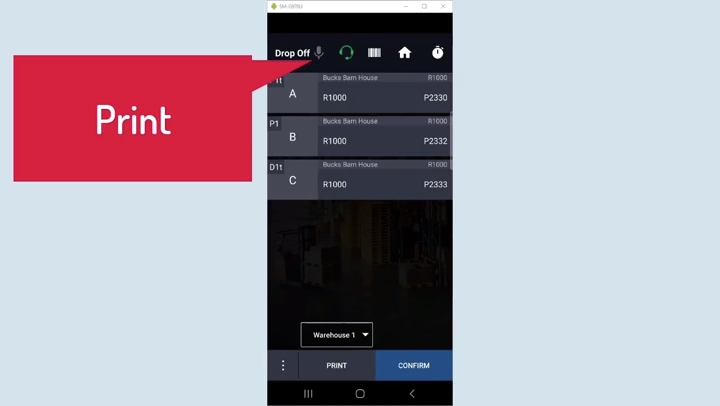 SM-G970U
Drop Off
Print
P1t
Bucks Barn House R1000
A
R1000 P2330
P1
Bucks Barn House R1000
B
R1000 P2332
D1t
Bucks Barn House R1000
C
R1000 P2333
Warehouse 1
PRINT CONFIRM